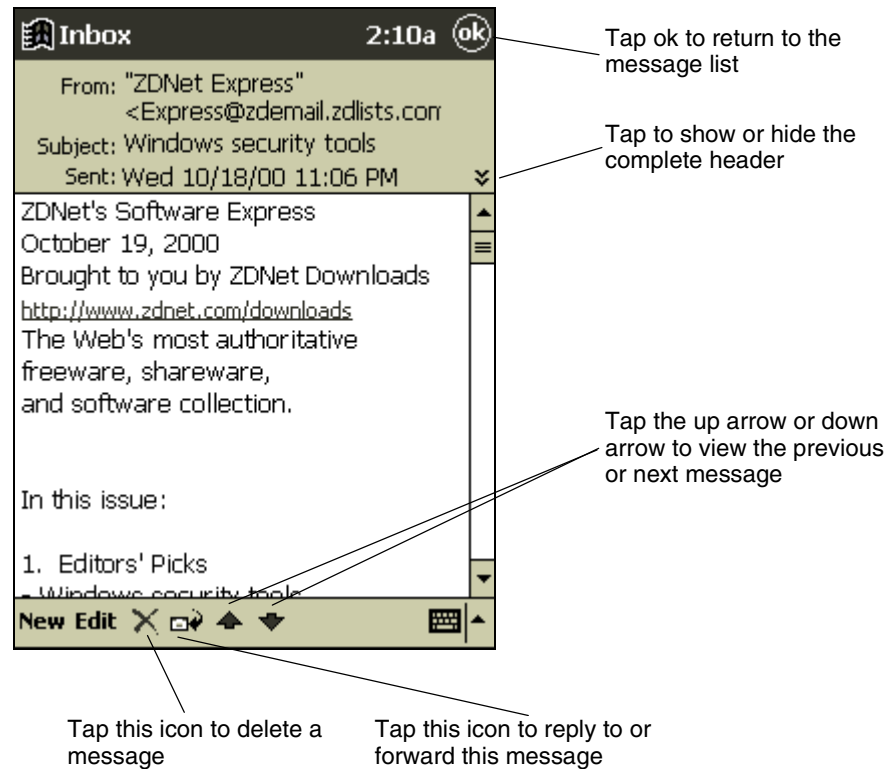 Inbox 2:10a ok
From: "ZDNet Express"
<Express@zdemail.zdlists.com
Subject: Windows security tools
Sent: Wed 10/18/00 11:06 PM
ZDNet's Software Express
October 19, 2000
Brought to you by ZDNet Downloads
http://www.zdnet.com/downloads
The Web's most authoritative
freeware, shareware,
and software collection.
In this issue:
1. Editors' Picks
- Windows security tools
New Edit
Tap ok to return to the
message list
Tap to show or hide the
complete header
Tap the up arrow or down
arrow to view the previous
or next message
Tap this icon to delete a
message
Tap this icon to reply to or
forward this message